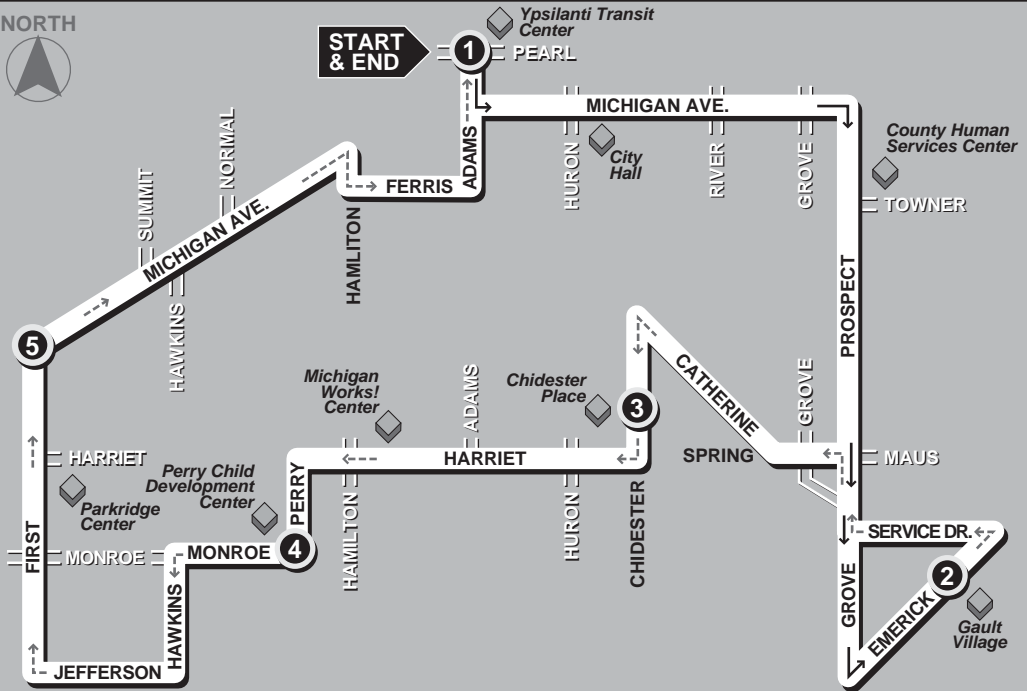 NORTH
START
& END
1
Ypsilanti Transit
Center
PEARL
MICHIGAN AVE.
ADAMS
HURON
City
Hall
RIVER
GROVE
County Human
Services Center
TOWNER
NORMAL
SUMMIT
MICHIGAN AVE.
FERRIS
HAMLITON
HAWKINS
PROSPECT
5
Michigan
Works!
Center
ADAMS
Chidester
Place
3
CATHERINE
GROVE
HARRIET
Parkridge
Center
Perry Child
Development
Center
PERRY
HARRIET
SPRING
MAUS
HAMILTON
HURON
CHIDESTER
FIRST
MONROE
MONROE
4
HAWKINS
JEFFERSON
SERVICE DR.
GROVE
2
EMERICK
Gault
Village